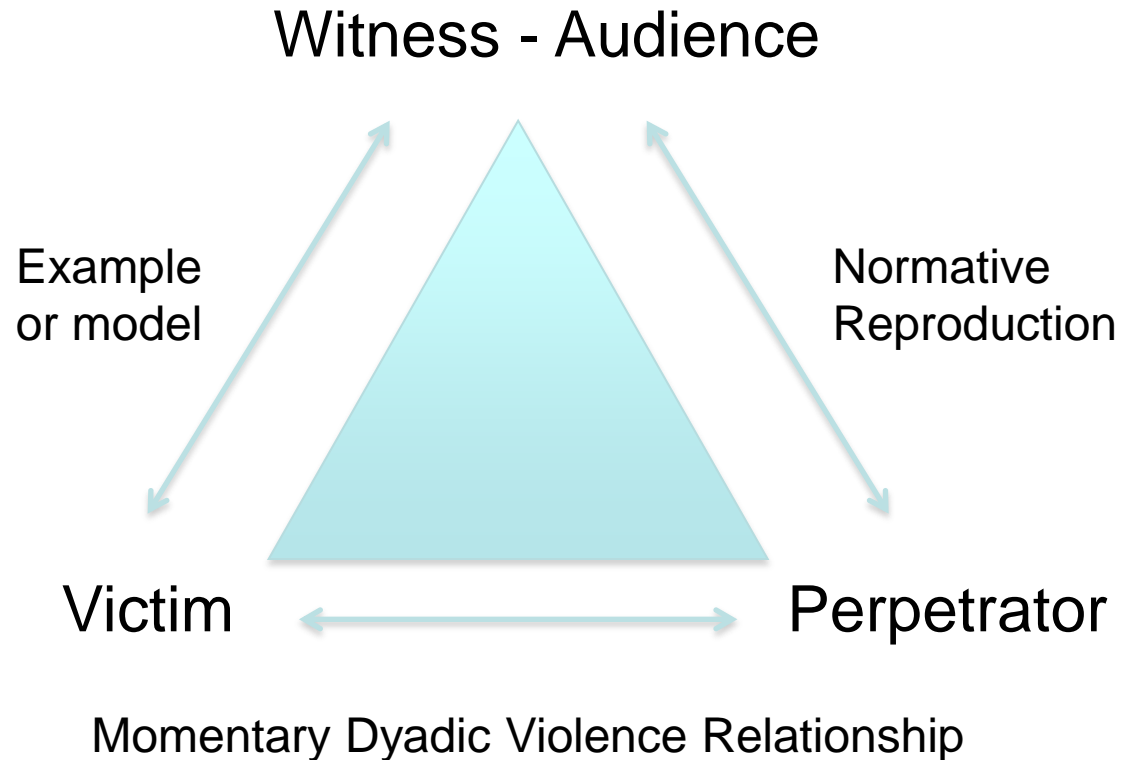 Witness - Audience
Example
or model
Normative
Reproduction
Victim
Perpetrator
Momentary Dyadic Violence Relationship